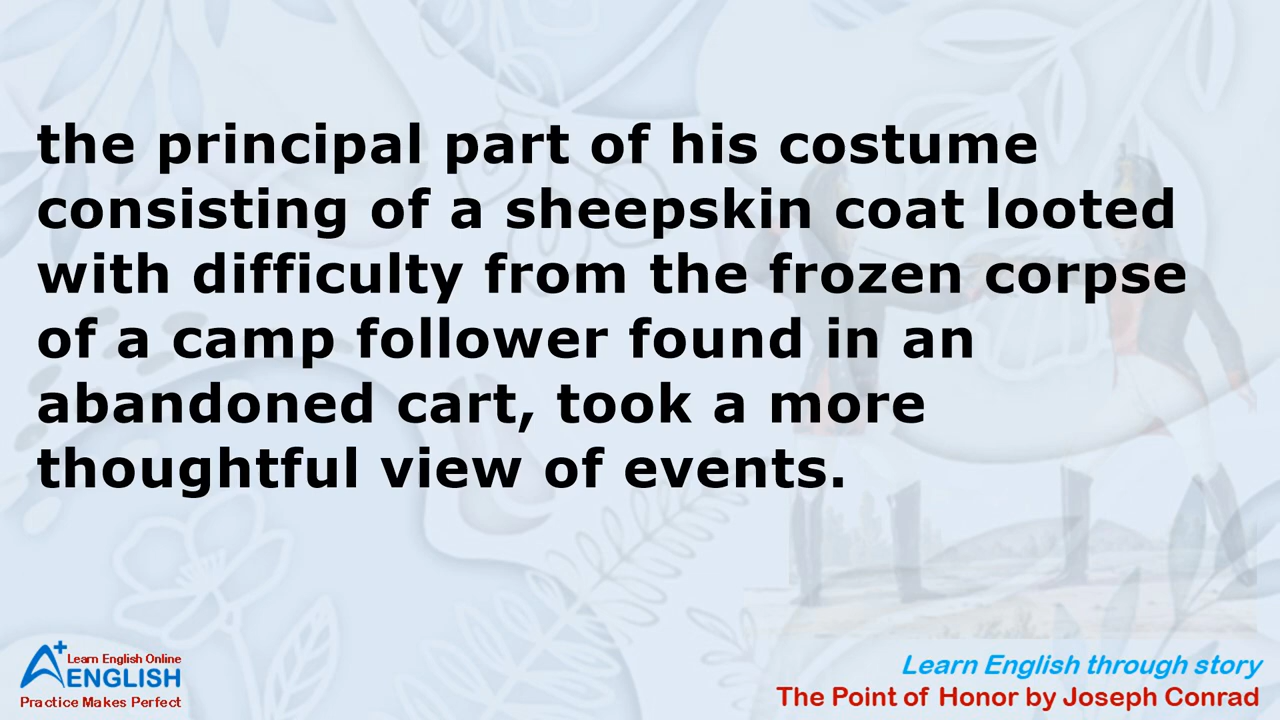 the principal part of his costume
consisting of a sheepskin coat looted
with difficulty from the frozen corpse
of a camp follower found in an
abandoned cart, took a more
thoughtful view of events.
A+ Learn English Online
ENGLISH
Practice Makes Perfect
Learn English through story
The Point of Honor by Joseph Conrad